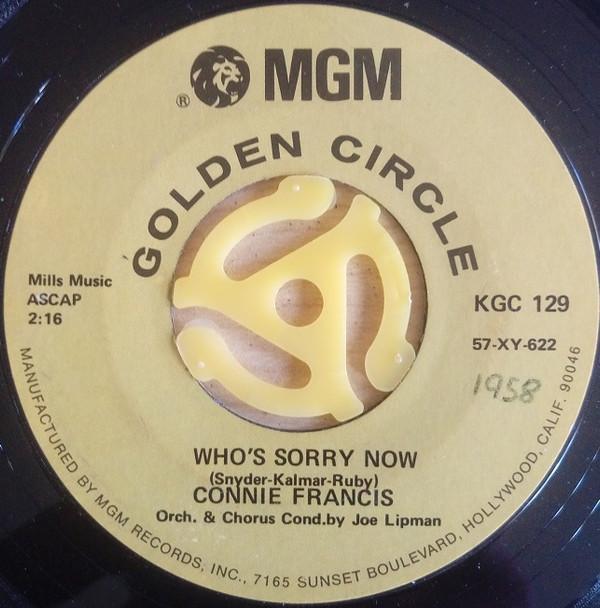 ® MGM
GOLDEN CIRCLE
Mills Music
ASCAP
2:16
KGC 129
57-XY-622
1958
WHO'S SORRY NOW
(Snyder-Kalmar-Ruby)
CONNIE FRANCIS
Orch. & Chorus Cond.by Joe Lipman
MANUFACTURED BY MGM RECORDS, INC., 7165 SUNSET BOULEVARD, HOLLYWOOD, CALIF. 90046